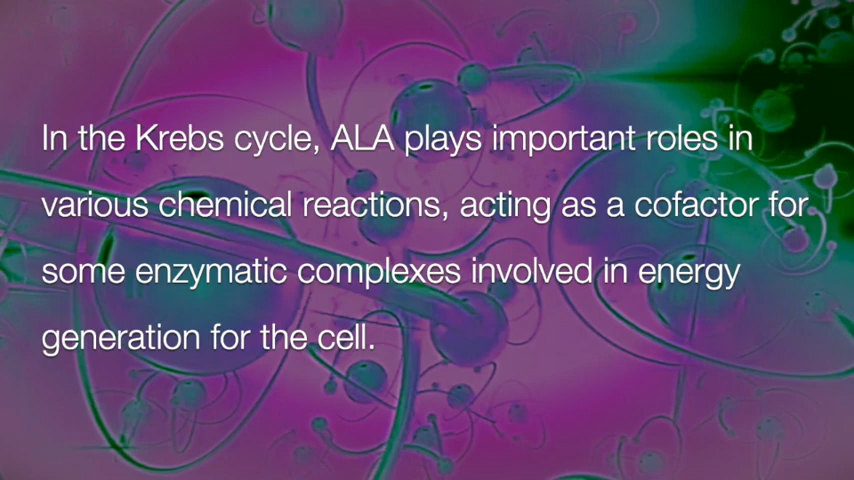 In the Krebs cycle, ALA plays important roles in
various chemical reactions, acting as a cofactor for
some enzymatic complexes involved in energy
generation for the cell.